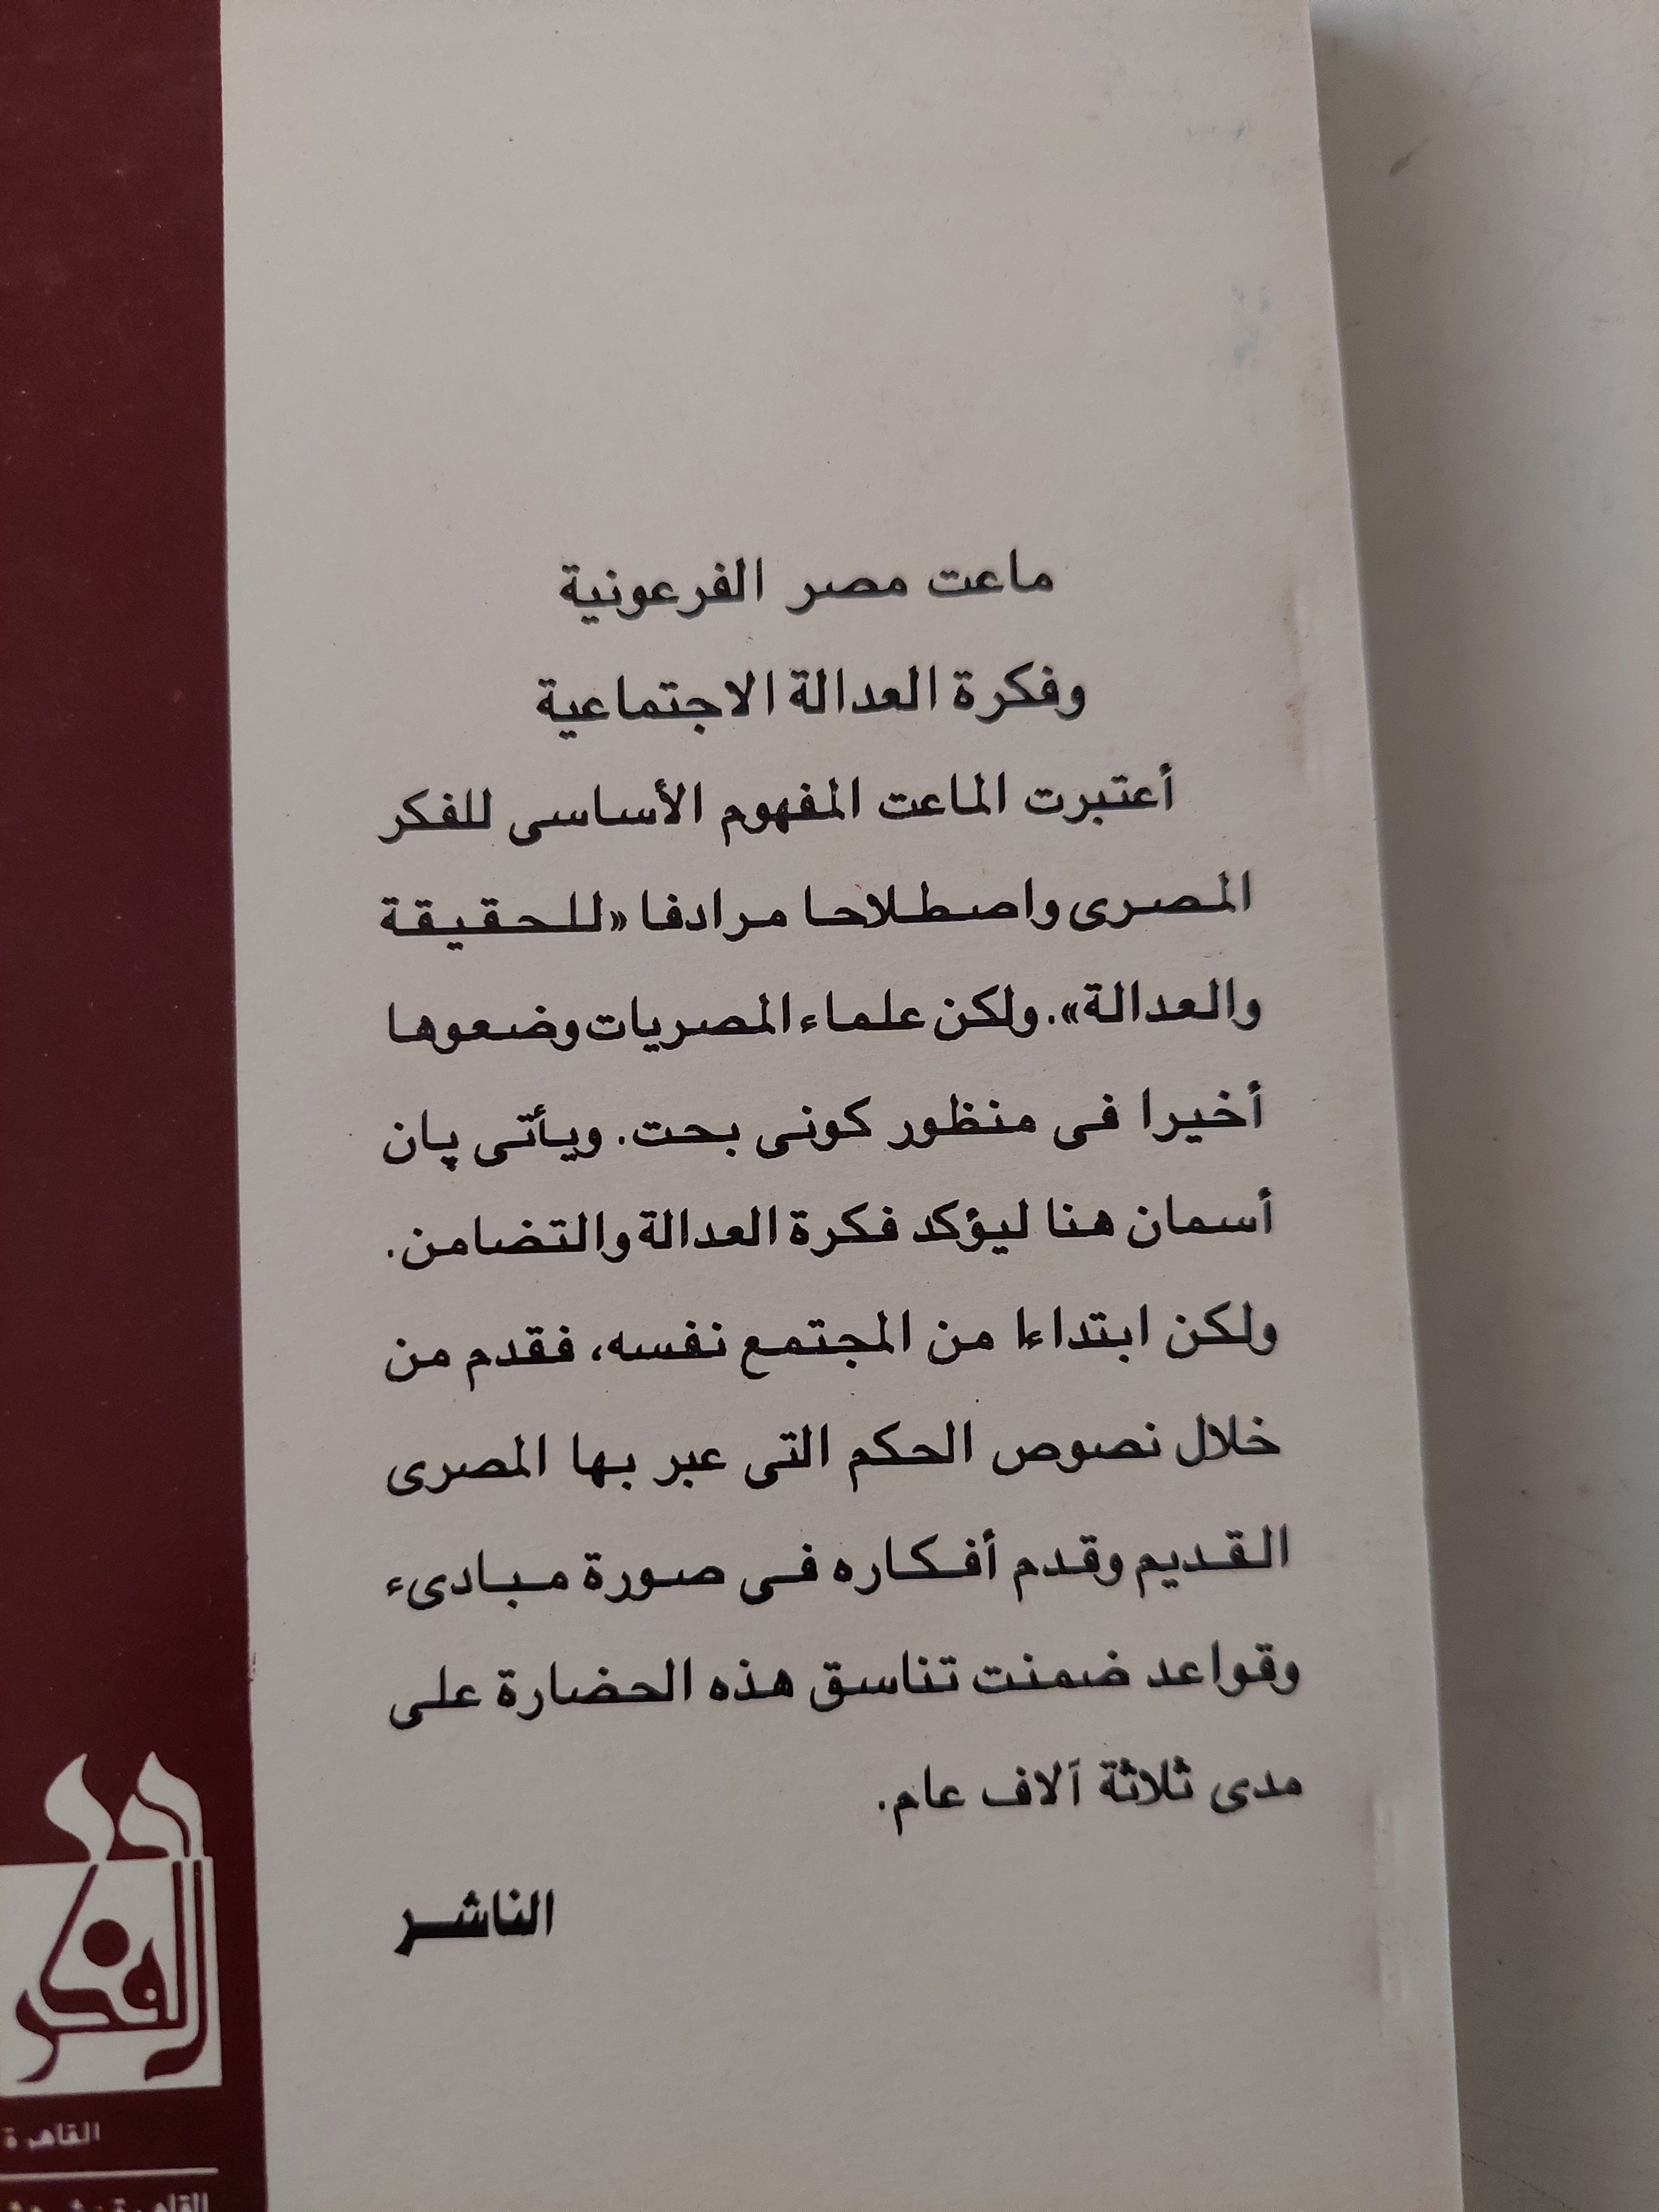 ماعت مصر الفرعونية
وفكرة العدالة الاجتماعية
أعتبرت الماعت المفهوم الأساسى للفكر
المصرى واصطلاحا مرادفا «للحقيقة
والعدالة». ولكن علماء المصريات وضعوها
أخيرا فى منظور كونى بحت. ويأتى پان
أسمان هنا ليؤكد فكرة العدالة والتضامن.
ولكن ابتداءا من المجتمع نفسه، فقدم من
خلال نصوص الحكم التى عبر بها المصرى
القديم وقدم أفكاره فى صورة مبادىء
وقواعد ضمنت تناسق هذه الحضارة على
مدى ثلاثة آلاف عام.
الناشر
دار الفكر
القاهرة